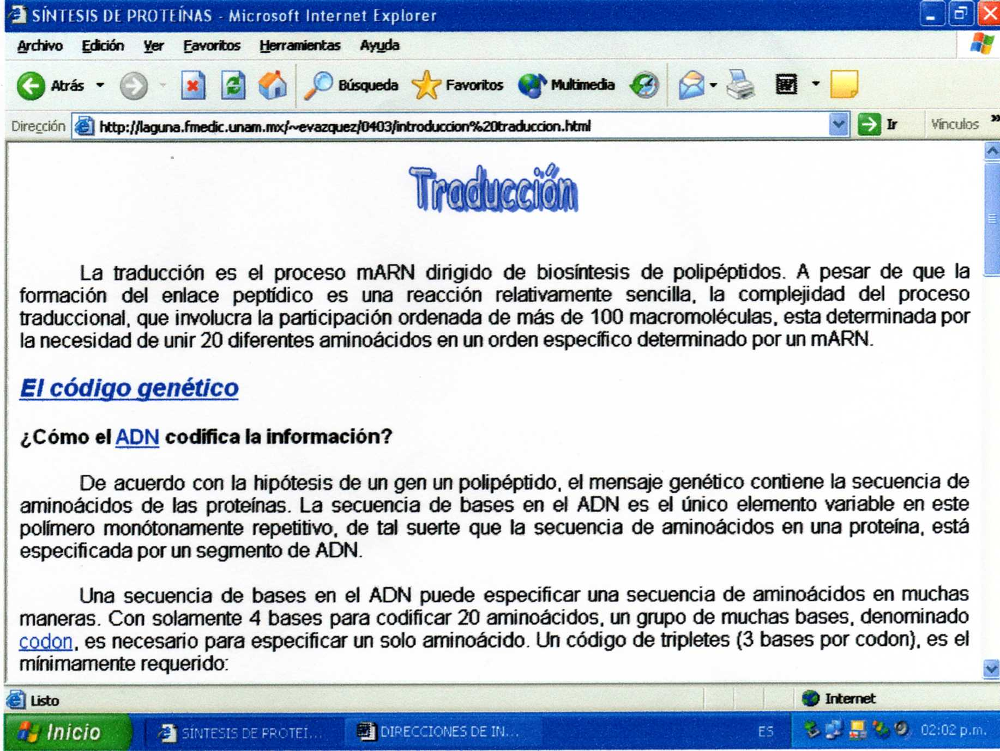 SÍNTESIS DE PROTEÍNAS - Microsoft Internet Explorer
Archivo Edición Ver Favoritos Herramientas Ayuda
Atrás Búsqueda Favoritos Multimedia
Dirección http://laguna.fmedic.unam.mx/~evazquez/0403/introduccion%20traduccion.html Ir Vínculos »
Traducción
La traducción es el proceso mARN dirigido de biosíntesis de polipéptidos. A pesar de que la
formación del enlace peptídico es una reacción relativamente sencilla, la complejidad del proceso
traduccional, que involucra la participación ordenada de más de 100 macromoléculas, esta determinada por
la necesidad de unir 20 diferentes aminoácidos en un orden específico determinado por un mARN.
El código genético
¿Cómo el ADN codifica la información?
De acuerdo con la hipótesis de un gen un polipéptido, el mensaje genético contiene la secuencia de
aminoácidos de las proteínas. La secuencia de bases en el ADN es el único elemento variable en este
polímero monótonamente repetitivo, de tal suerte que la secuencia de aminoácidos en una proteína, está
especificada por un segmento de ADN.
Una secuencia de bases en el ADN puede especificar una secuencia de aminoácidos en muchas
maneras. Con solamente 4 bases para codificar 20 aminoácidos, un grupo de muchas bases, denominado
codon, es necesario para especificar un solo aminoácido. Un código de tripletes (3 bases por codon), es el
mínimamente requerido:
Listo Internet
Inicio SÍNTESIS DE PROTEÍ... DIRECCIONES DE IN... ES 02:02 p.m.